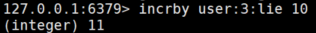 127.0.0.1:6379> incrby user:3:lie 10
(integer) 11